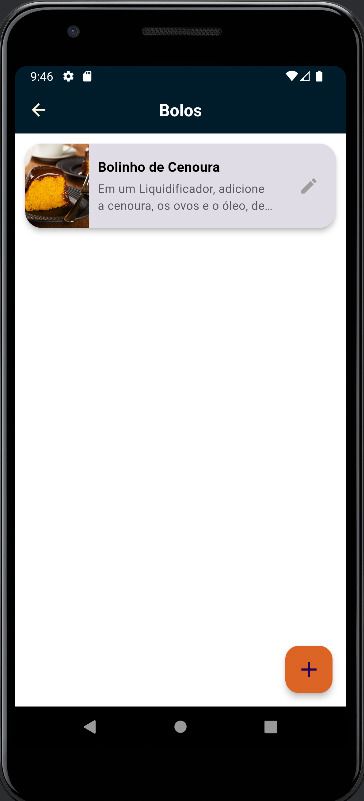 9:46
Bolos
Bolinho de Cenoura
Em um Liquidificador, adicione
a cenoura, os ovos e o óleo, de...